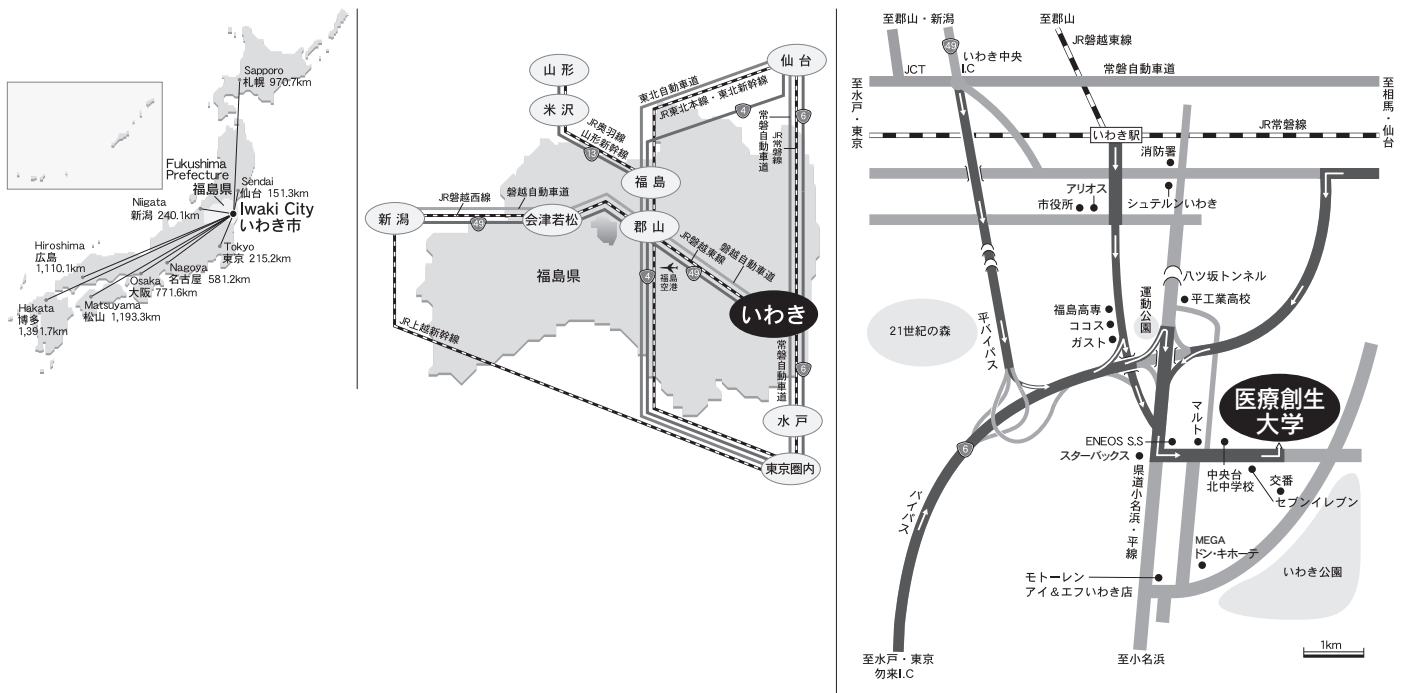 Sapporo
札幌 970.7km
Fukushima
Prefecture
福島県
Sendai
仙台 151.3km
Niigata
新潟 240.1km
Iwaki City
いわき市
Hiroshima
広島
1,110.1km
Tokyo
東京 215.2km
Nagoya
名古屋 581.2km
Osaka
大阪 771.6km
Hakata
博多
1,391.7km
Matsuyama
松山 1,193.3km
山形
米沢
仙台
東北自動車道
JR東北本線・東北新幹線
4
6
JR奥羽線
山形新幹線
13
常磐自動車道
JR常磐線
福島
JR磐越西線
磐越自動車道
新潟
49
会津若松
郡山
JR磐越東線
磐越自動車道
福島県
4
福島
空港
49
いわき
JR上越新幹線
常磐自動車道
6
水戸
東京圏内
至郡山・新潟
至郡山
49
いわき中央
I.C
JR磐越東線
JCT
常磐自動車道
至水戸・東京
至相馬・仙台
いわき駅
JR常磐線
消防署
アリオス
市役所
シュテルンいわき
八ツ坂トンネル
運動公園
平工業高校
福島高専
ココス
ガスト
21世紀の森
平バイパス
医療創生
大学
マルト
ENEOS S.S
スターバックス
6
中央台
北中学校
交番
セブンイレブン
県道小名浜・平線
バイパス
MEGA
ドン・キホーテ
いわき公園
モトーレン
アイ&エフいわき店
1km
至水戸・東京
勿来I.C
至小名浜